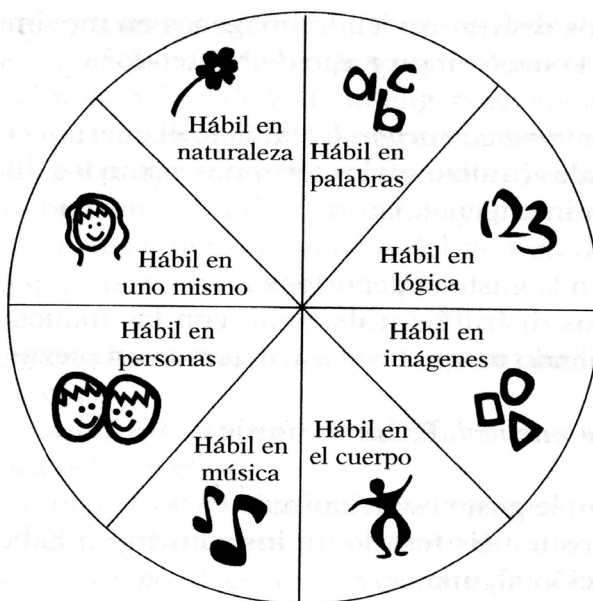 a b c
Hábil en
naturaleza
Hábil en
palabras
123
Hábil en
lógica
Hábil en
uno mismo
Hábil en
personas
Hábil en
imágenes
Hábil en
música
Hábil en
el cuerpo